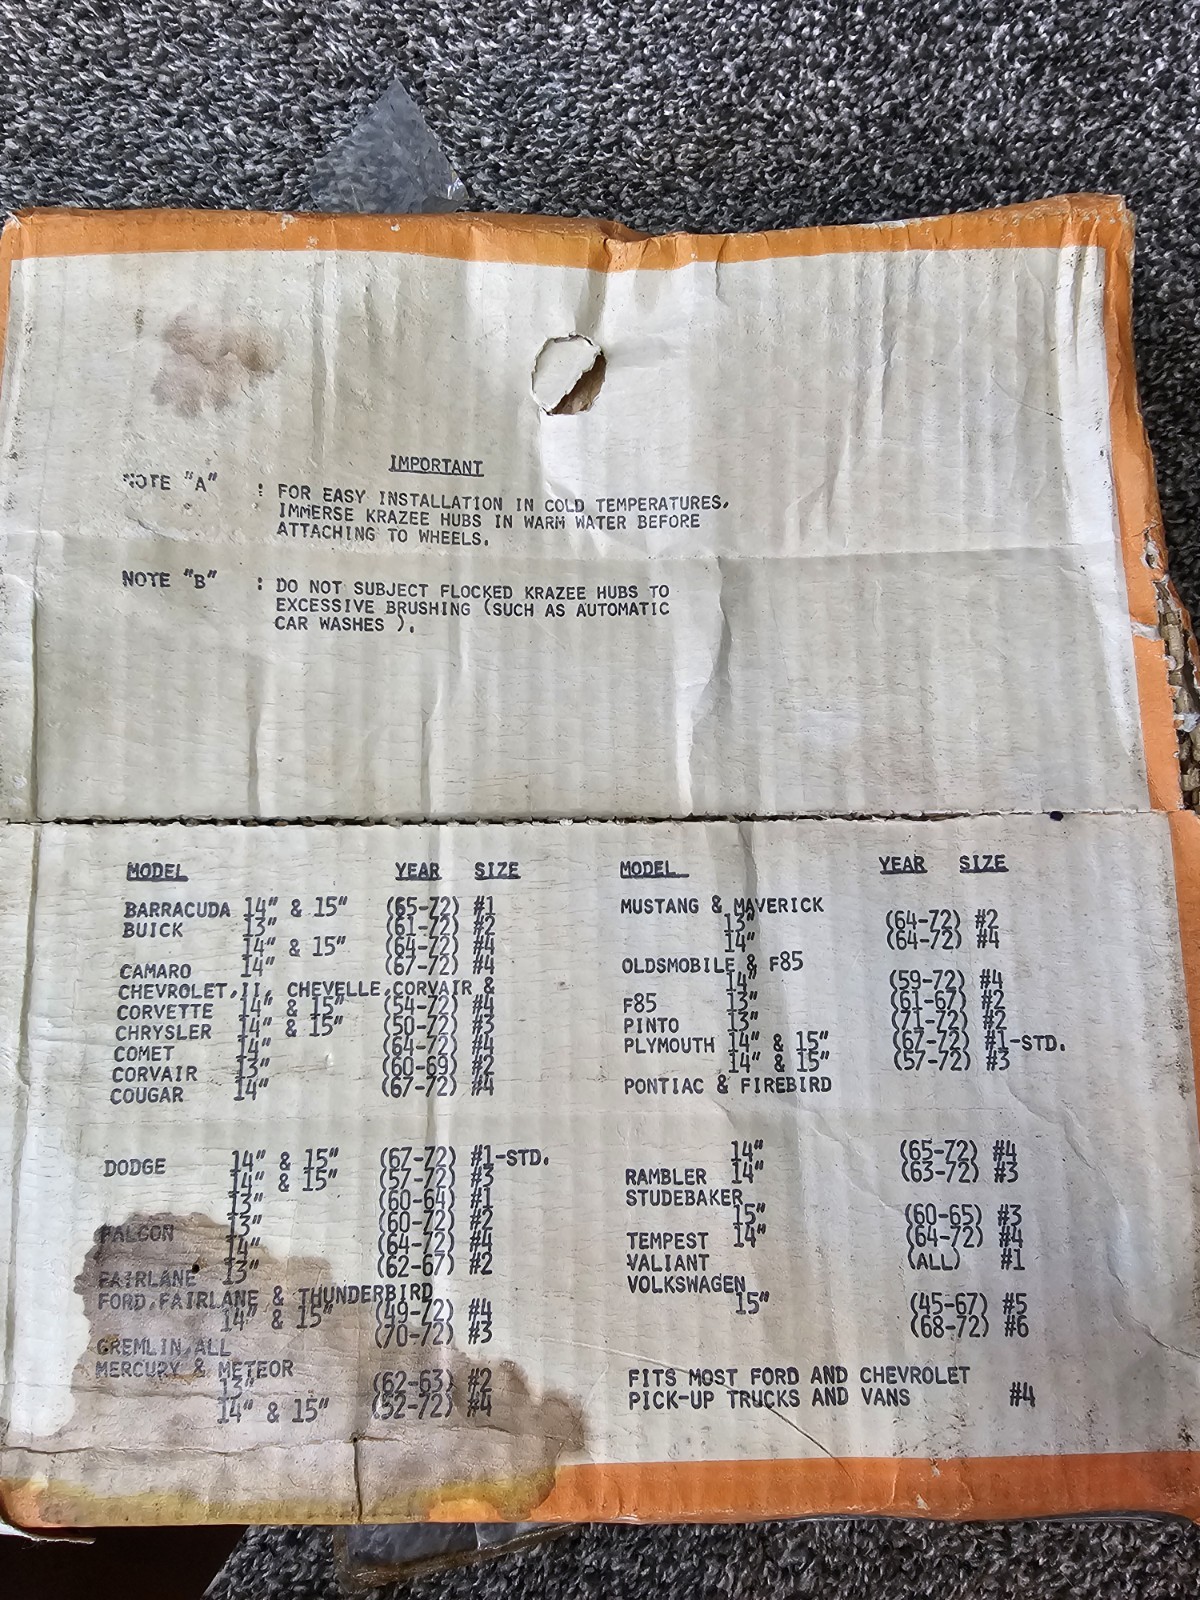 IMPORTANT
NOTE "A" : FOR EASY INSTALLATION IN COLD TEMPERATURES,
IMMERSE KRAZEE HUBS IN WARM WATER BEFORE
ATTACHING TO WHEELS.
NOTE "B" : DO NOT SUBJECT FLOCKED KRAZEE HUBS TO
EXCESSIVE BRUSHING (SUCH AS AUTOMATIC
CAR WASHES ).
MODEL YEAR SIZE
BARRACUDA 14" & 15" (65-72) #1
BUICK 13" (61-72) #2
14" & 15" (64-72) #4
CAMARO 14" (67-72) #4
CHEVROLET,II, CHEVELLE,CORVAIR &
CORVETTE 14" & 15" (54-72) #4
CHRYSLER 14" & 15" (50-72) #3
COMET 14" (64-72) #4
CORVAIR 13" (60-69) #2
COUGAR 14" (67-72) #4
DODGE 14" & 15" (67-72) #1-STD.
14" & 15" (57-72) #3
13" (60-64) #1
FALCON 13" (60-72) #2
14" (64-72) #4
FAIRLANE 13" (62-67) #2
FORD,FAIRLANE & THUNDERBIRD
14" & 15" (49-72) #4
GREMLIN,ALL (70-72) #3
MERCURY & METEOR
13" (62-63) #2
14" & 15" (52-72) #4
MODEL YEAR SIZE
MUSTANG & MAVERICK
13" (64-72) #2
14" (64-72) #4
OLDSMOBILE & F85
14" (59-72) #4
F85 13" (61-67) #2
PINTO 13" (71-72) #2
PLYMOUTH 14" & 15" (67-72) #1-STD.
14" & 15" (57-72) #3
PONTIAC & FIREBIRD
14" (65-72) #4
RAMBLER 14" (63-72) #3
STUDEBAKER
15" (60-65) #3
TEMPEST 14" (64-72) #4
VALIANT (ALL) #1
VOLKSWAGEN
15" (45-67) #5
(68-72) #6
FITS MOST FORD AND CHEVROLET
PICK-UP TRUCKS AND VANS #4